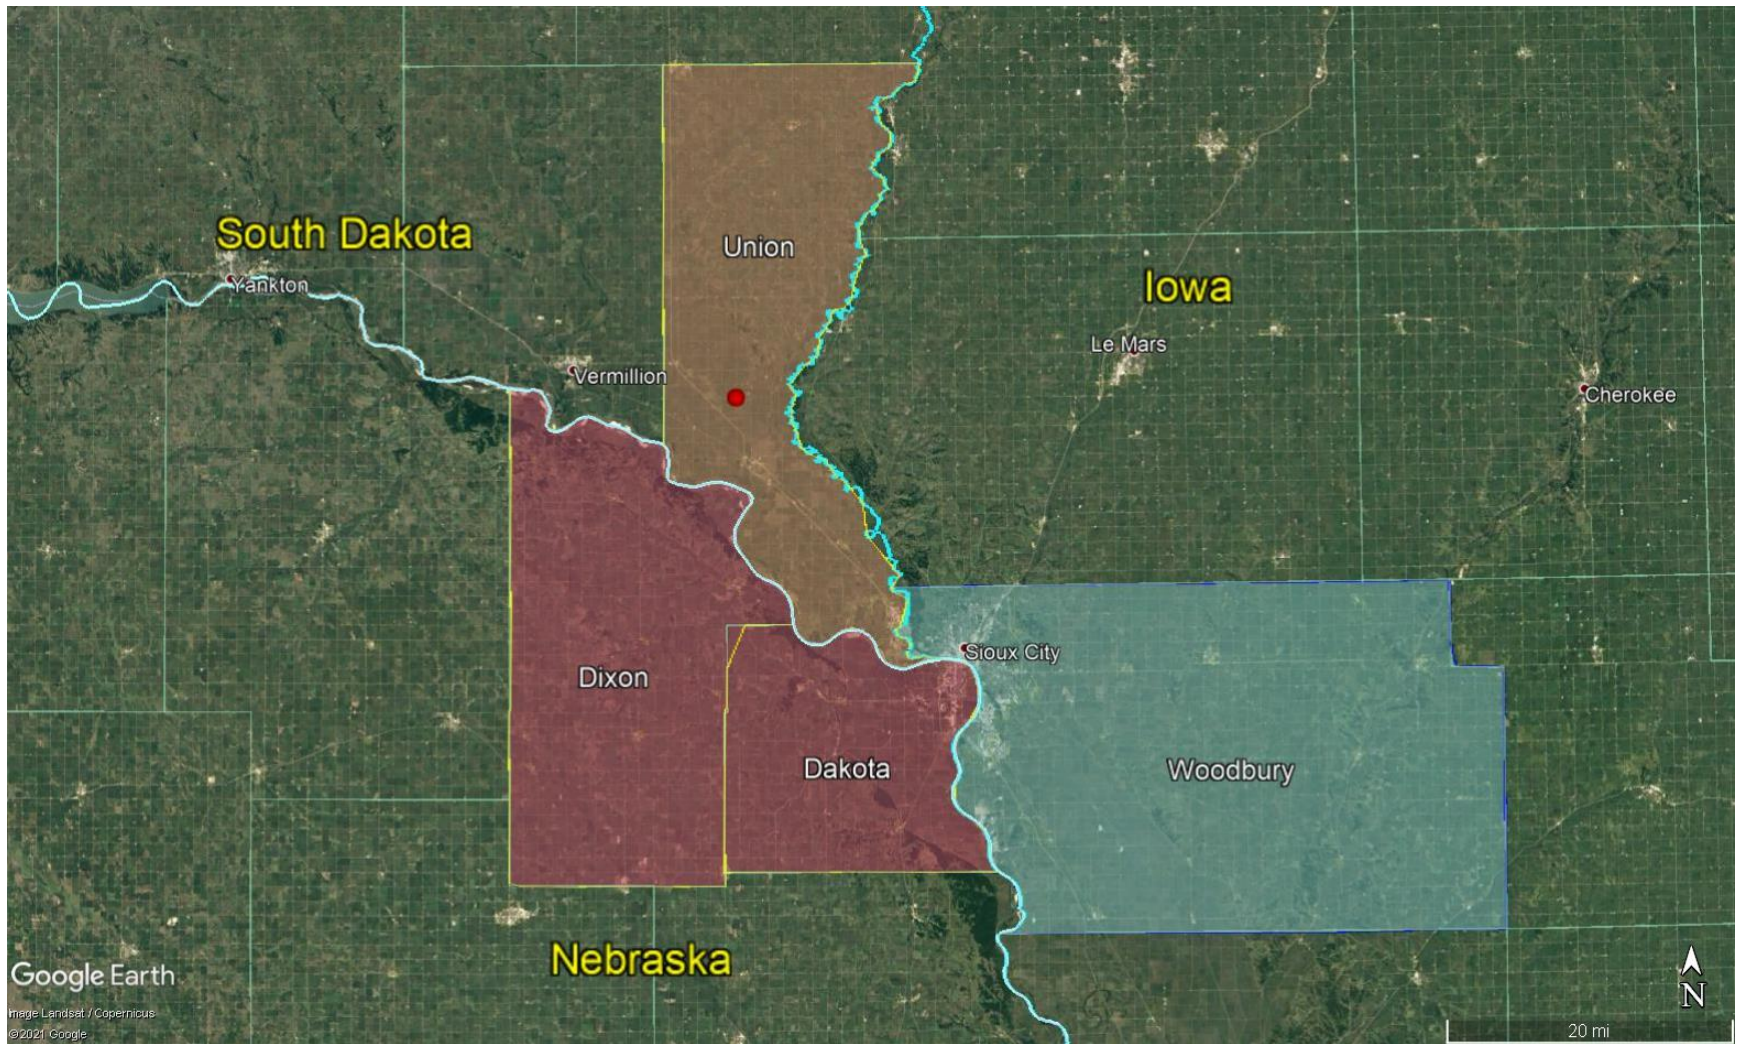 South Dakota
Union
Yankton
Iowa
Le Mars
Vermillion
Cherokee
Sioux City
Dixon
Dakota
Woodbury
Nebraska
Google Earth
N
Image Landsat / Copernicus
©2021 Google
20 mi